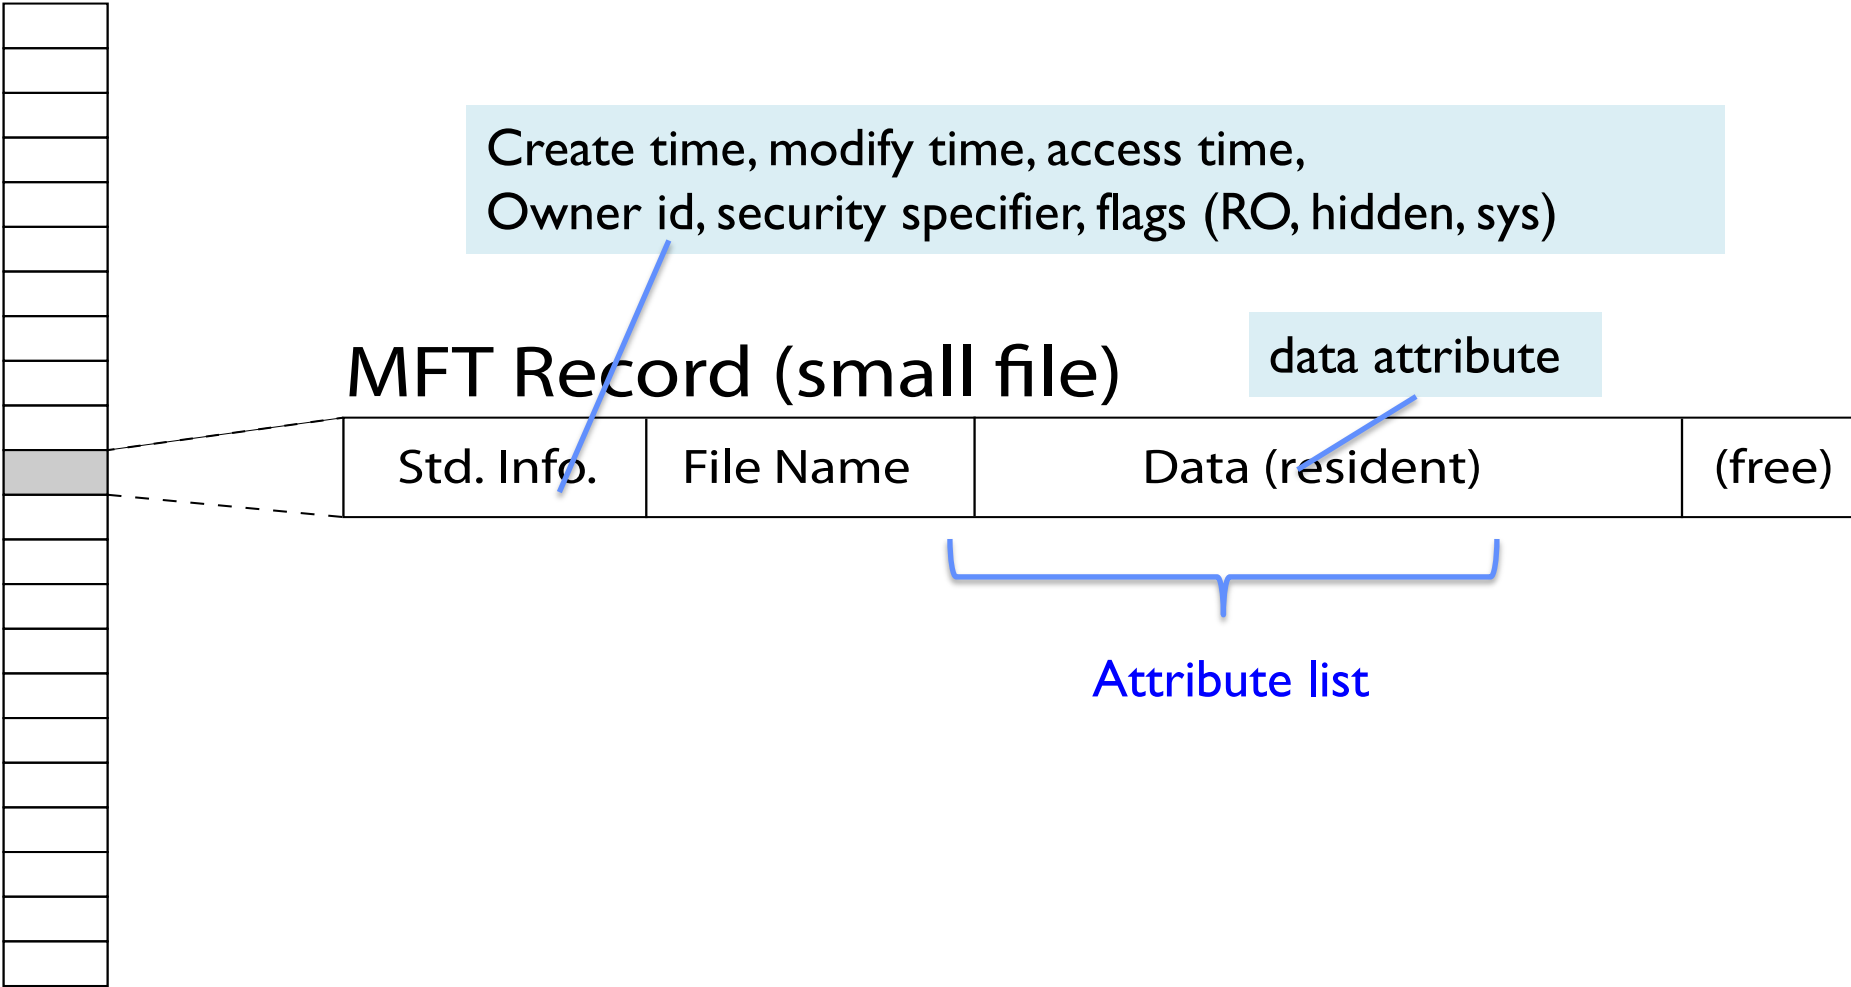 Create time, modify time, access time,
Owner id, security specifier, flags (RO, hidden, sys)
MFT Record (small file)
data attribute
Std. Info.
File Name
Data (resident)
(free)
Attribute list